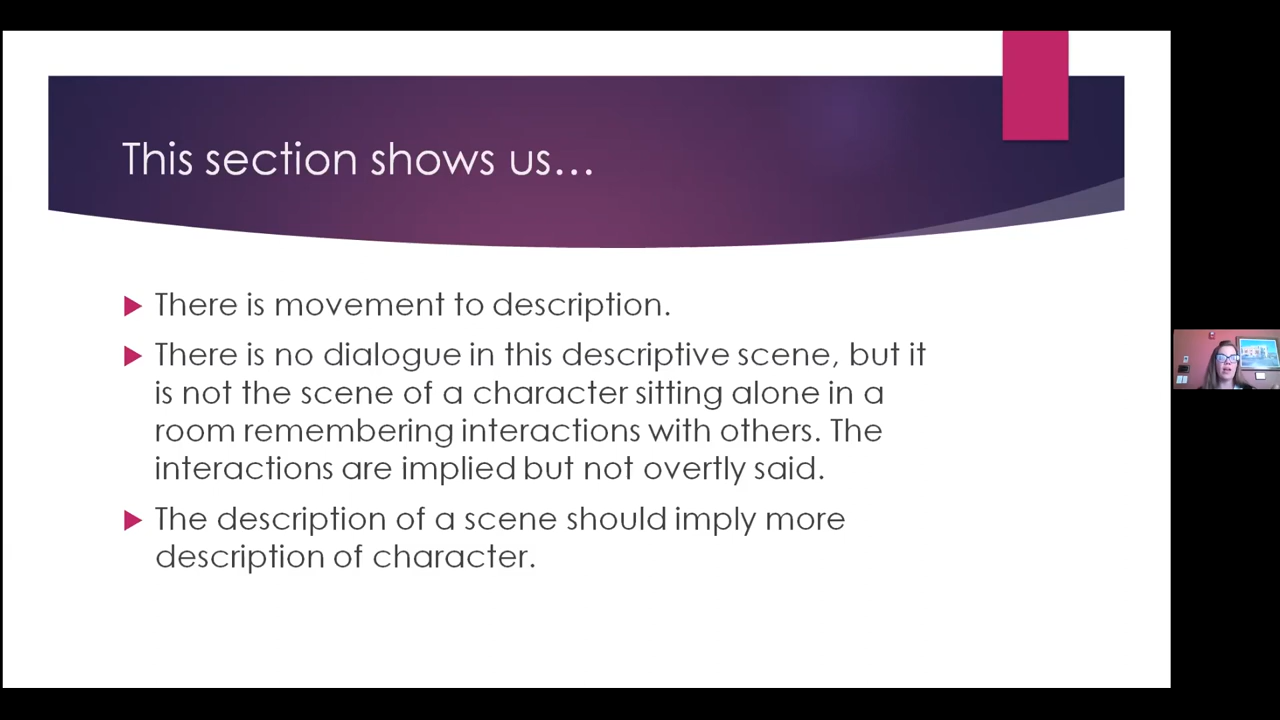 This section shows us...
There is movement to description.
There is no dialogue in this descriptive scene, but it
is not the scene of a character sitting alone in a
room remembering interactions with others. The
interactions are implied but not overtly said.
The description of a scene should imply more
description of character.